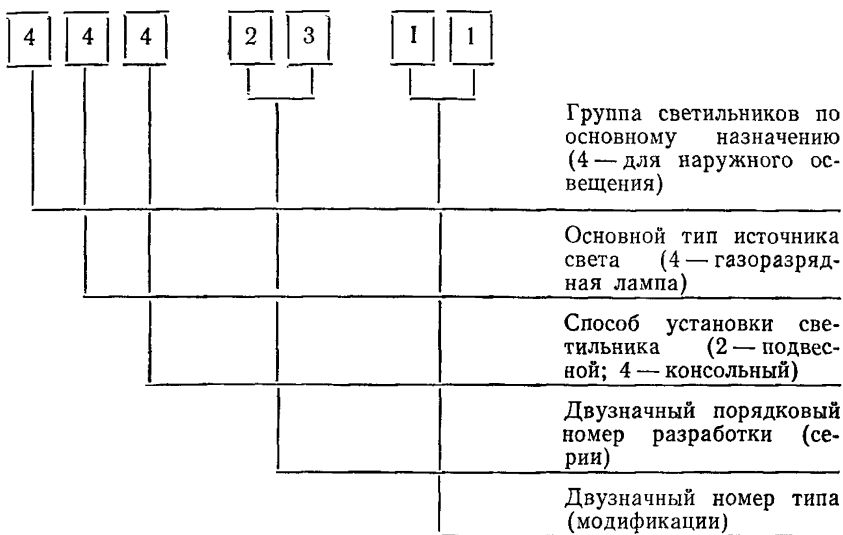 4 4 4 2 3 I 1
Группа светильников по
основному назначению
(4 — для наружного ос-
вещения)
Основной тип источника
света (4 — газоразряд-
ная лампа)
Способ установки све-
тильника (2 — подвес-
ной; 4 — консольный)
Двузначный порядковый
номер разработки (се-
рии)
Двузначный номер типа
(модификации)